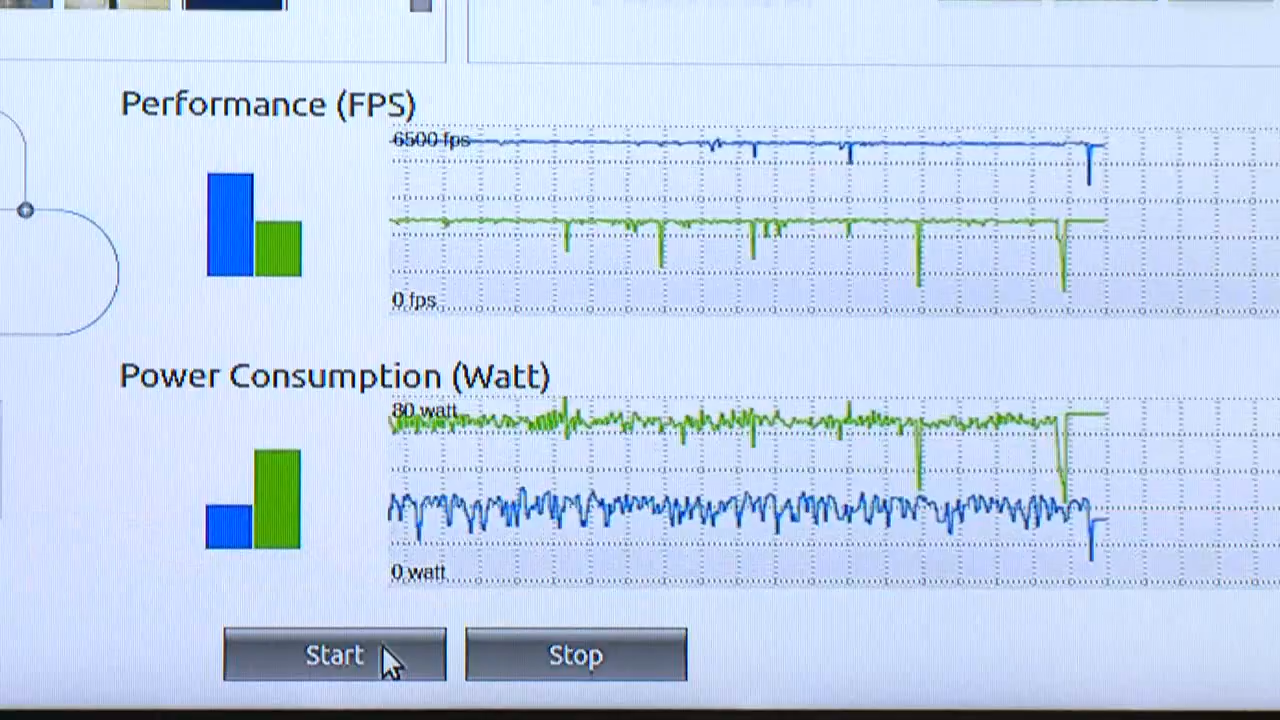 Performance (FPS)
6500 fps
0 fps
Power Consumption (Watt)
80 watt
0 watt
Start
Stop